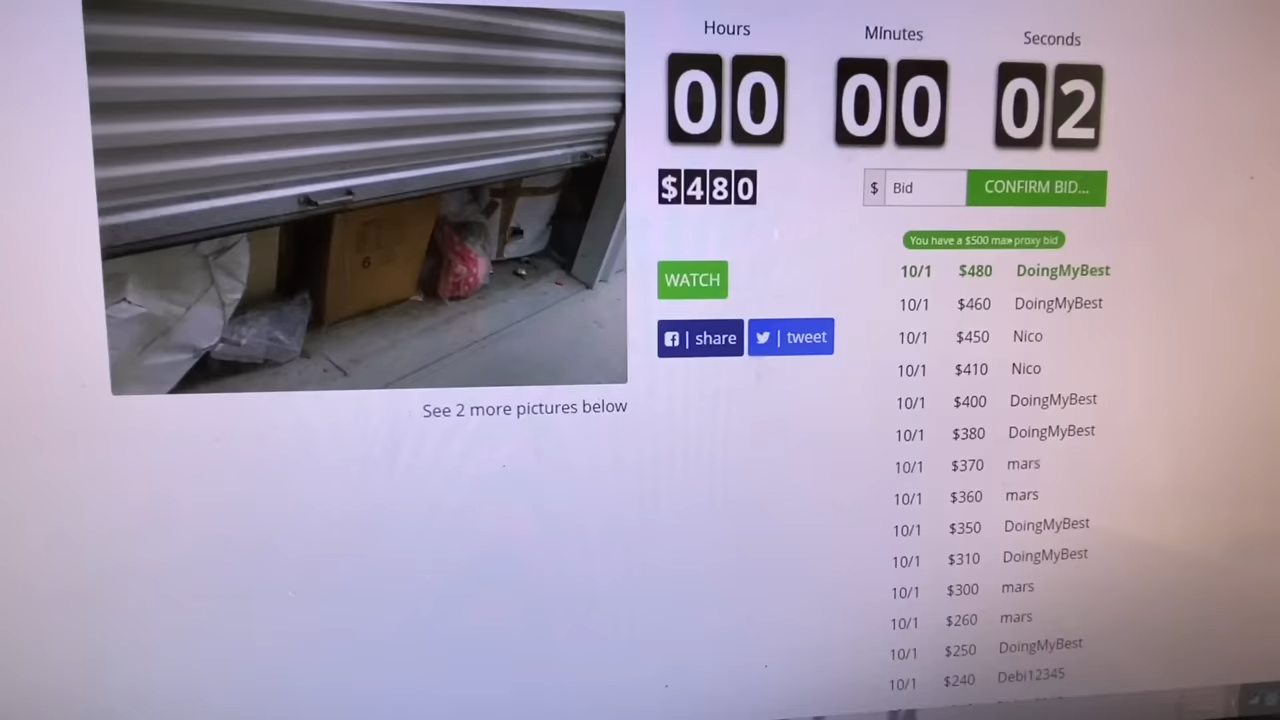 Hours Minutes Seconds
00 00 02
$480
$ Bid CONFIRM BID...
You have a $500 max proxy bid
WATCH
share tweet
6
See 2 more pictures below
10/1 $480 DoingMyBest
10/1 $460 DoingMyBest
10/1 $450 Nico
10/1 $410 Nico
10/1 $400 DoingMyBest
10/1 $380 DoingMyBest
10/1 $370 mars
10/1 $360 mars
10/1 $350 DoingMyBest
10/1 $310 DoingMyBest
10/1 $300 mars
10/1 $260 mars
10/1 $250 DoingMyBest
10/1 $240 Debi12345